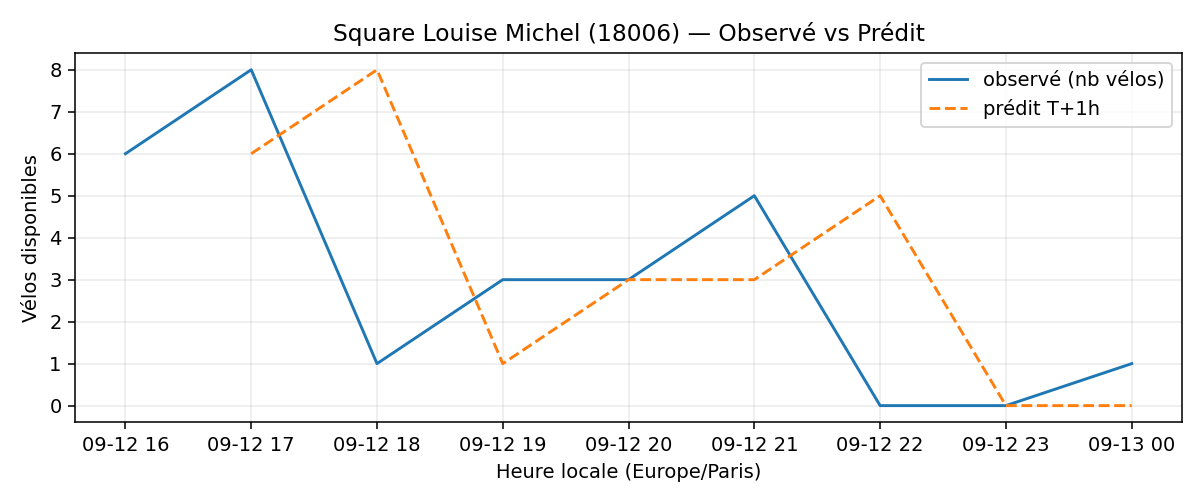 Square Louise Michel (18006) — Observé vs Prédit
observé (nb vélos)
prédit T+1h
Vélos disponibles
8
7
6
5
4
3
2
1
0
09-12 16 09-12 17 09-12 18 09-12 19 09-12 20 09-12 21 09-12 22 09-12 23 09-13 00
Heure locale (Europe/Paris)